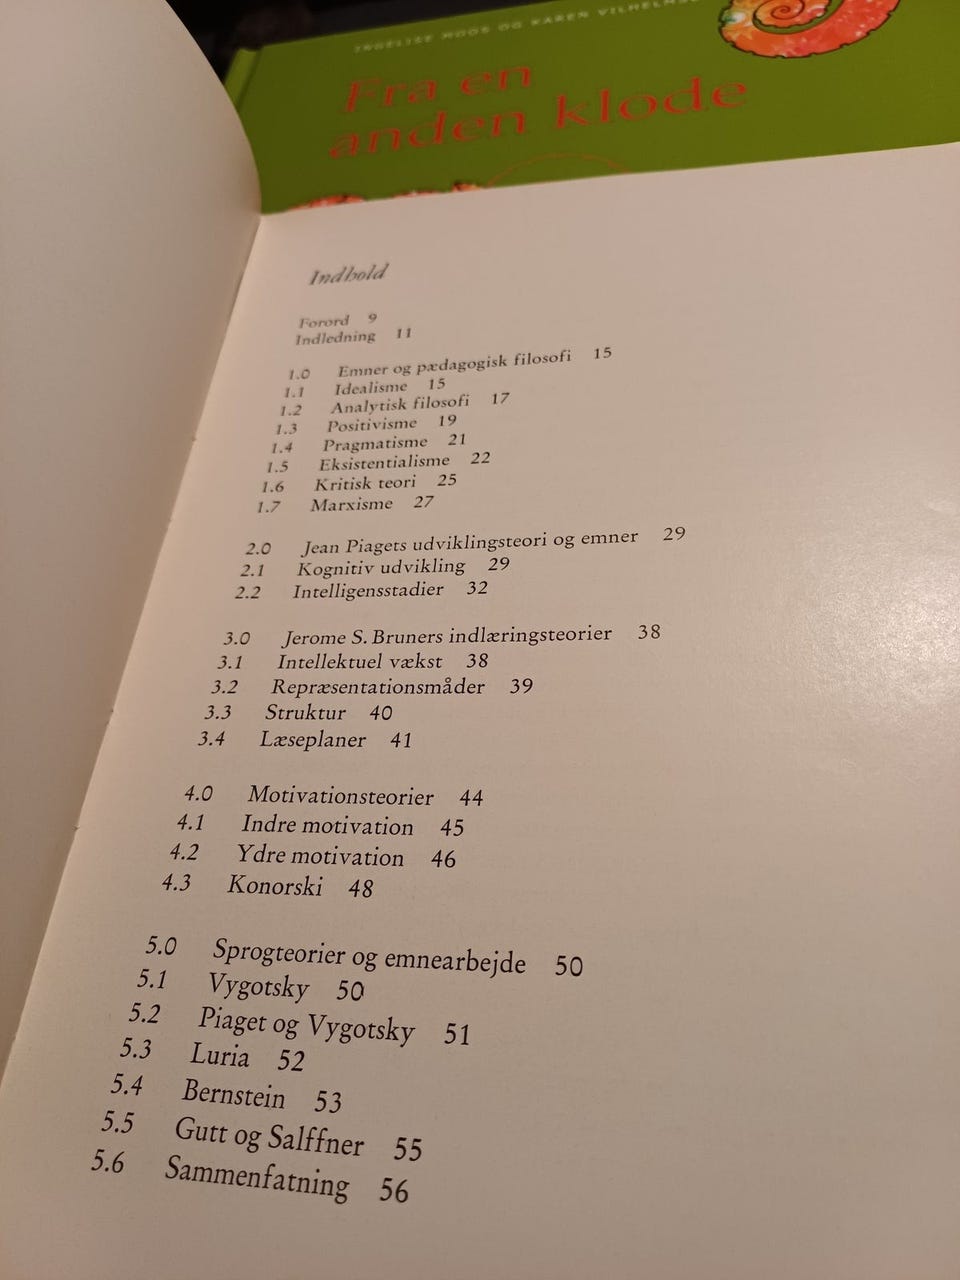 INGELISE MOOS OG KAREN VILHELMS
Fra en
anden klode
Indhold
Forord 9
Indledning 11
1.0 Emner og pædagogisk filosofi 15
1.1 Idealisme 15
1.2 Analytisk filosofi 17
1.3 Positivisme 19
1.4 Pragmatisme 21
1.5 Eksistentialisme 22
1.6 Kritisk teori 25
1.7 Marxisme 27
2.0 Jean Piagets udviklingsteori og emner 29
2.1 Kognitiv udvikling 29
2.2 Intelligensstadier 32
3.0 Jerome S. Bruners indlæringsteorier 38
3.1 Intellektuel vækst 38
3.2 Repræsentationsmåder 39
3.3 Struktur 40
3.4 Læseplaner 41
4.0 Motivationsteorier 44
4.1 Indre motivation 45
4.2 Ydre motivation 46
4.3 Konorski 48
5.0 Sprogteorier og emnearbejde 50
5.1 Vygotsky 50
5.2 Piaget og Vygotsky 51
5.3 Luria 52
5.4 Bernstein 53
5.5 Gutt og Salffner 55
5.6 Sammenfatning 56